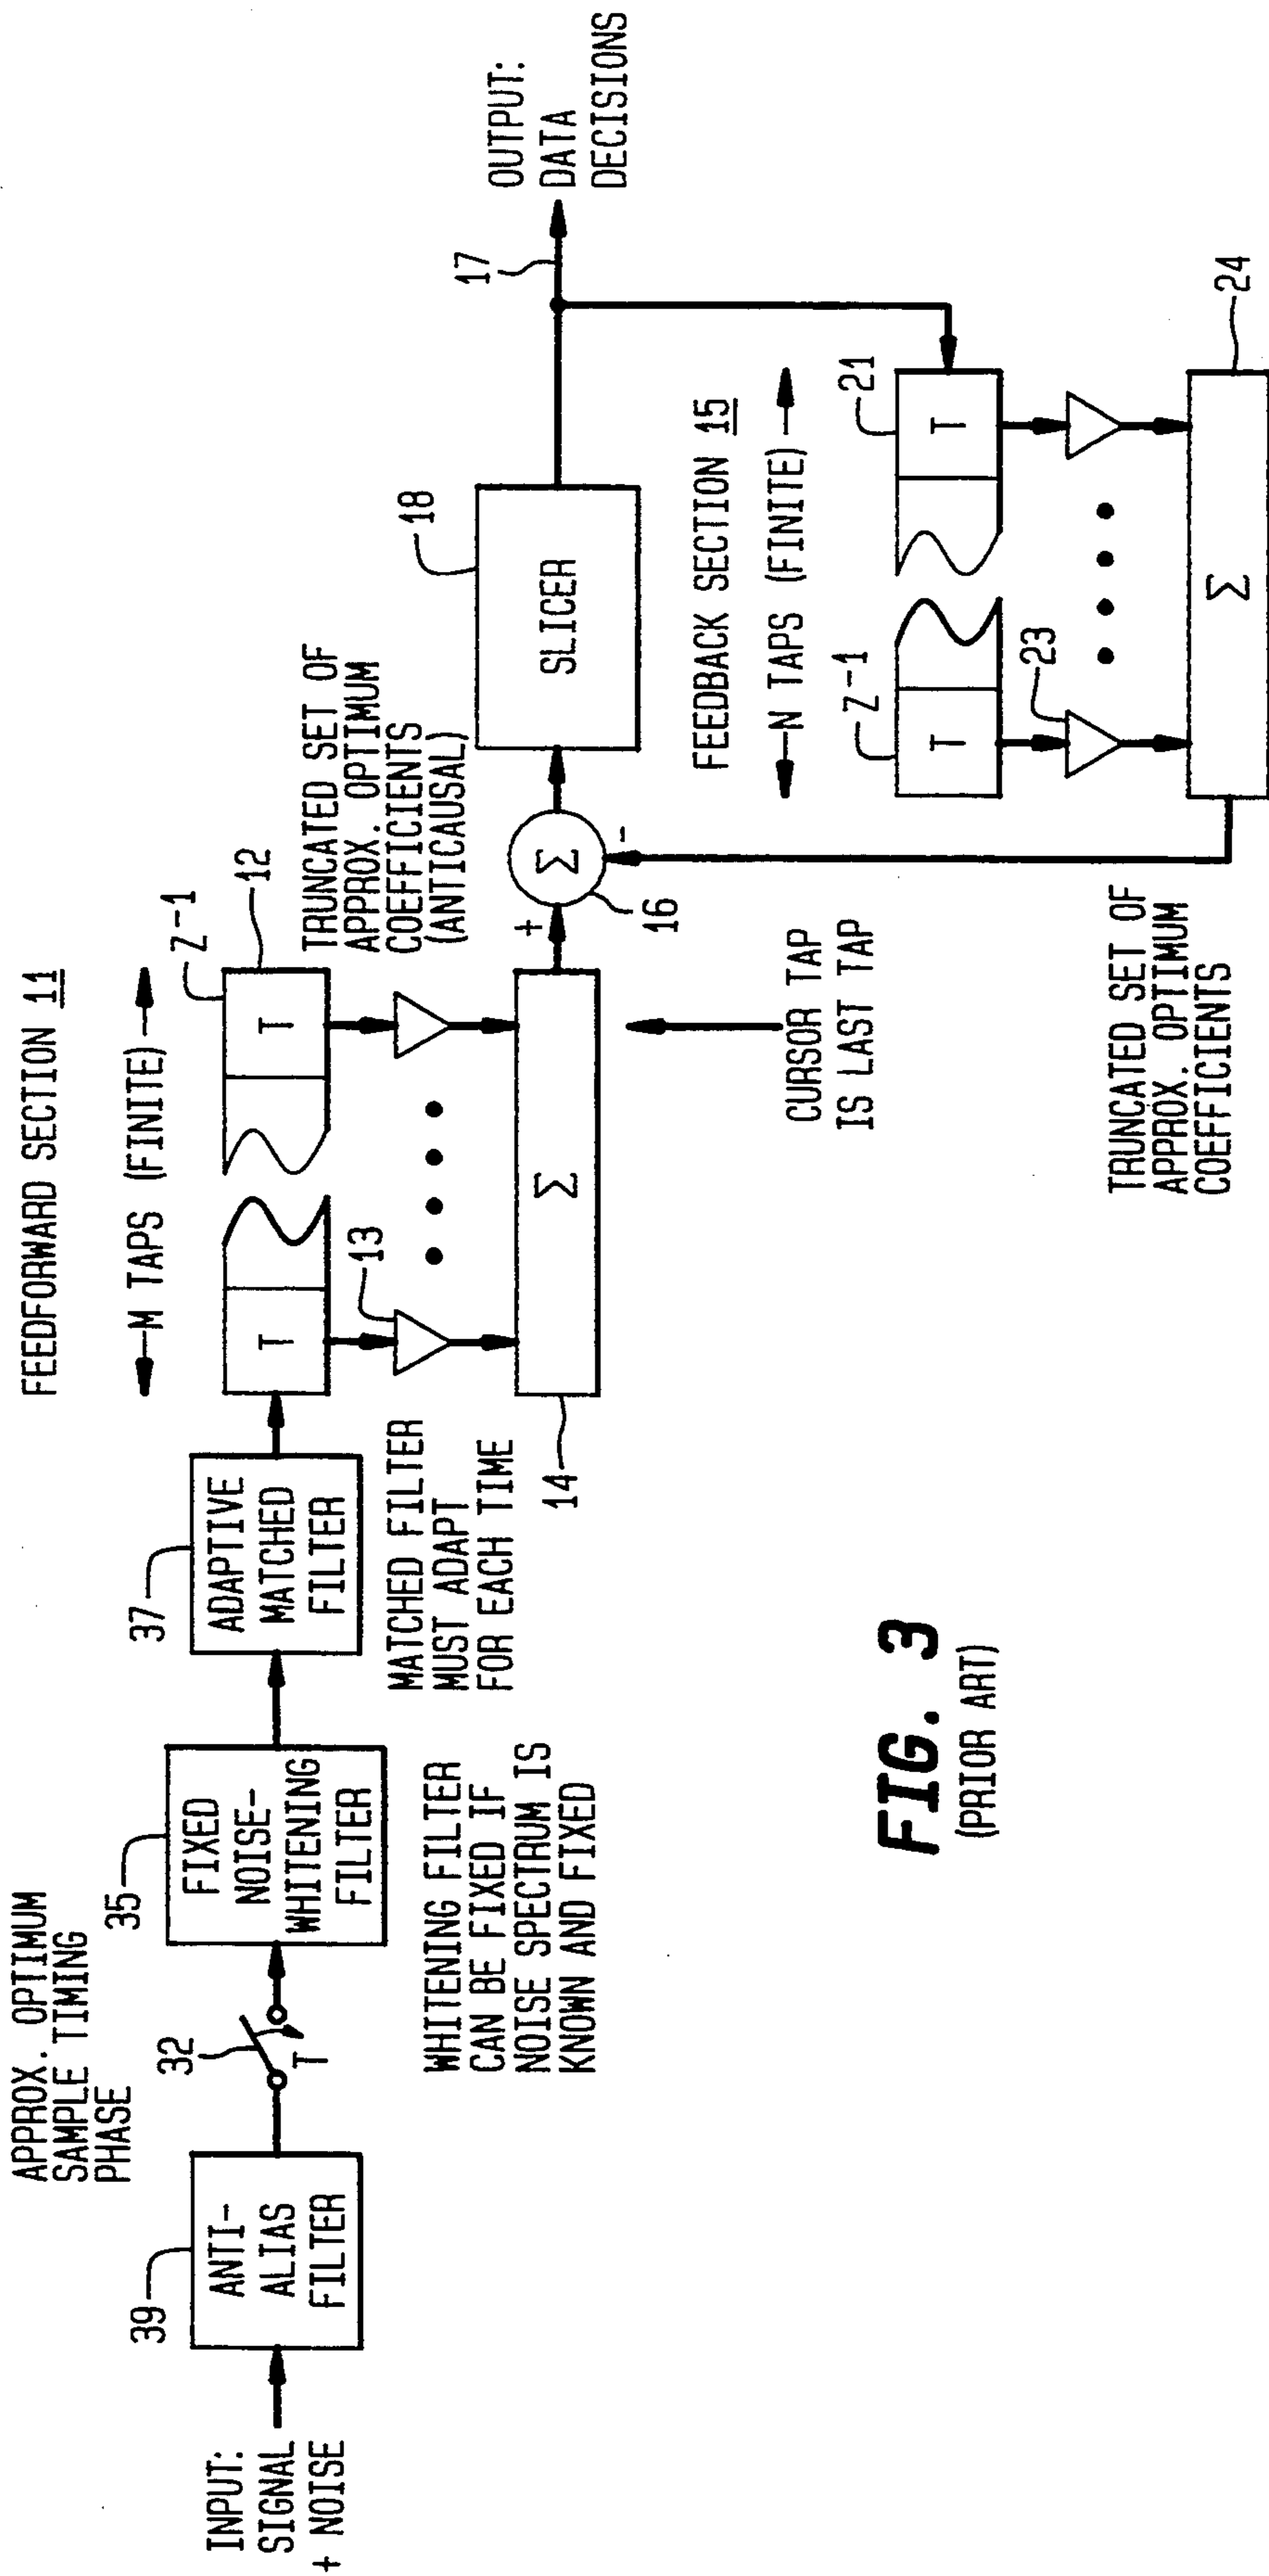 INPUT:
SIGNAL
+ NOISE
39
ANTI-
ALIAS
FILTER
APPROX. OPTIMUM
SAMPLE TIMING
PHASE
32
T
35
FIXED
NOISE-
WHITENING
FILTER
WHITENING FILTER
CAN BE FIXED IF
NOISE SPECTRUM IS
KNOWN AND FIXED
37
ADAPTIVE
MATCHED
FILTER
MATCHED FILTER
MUST ADAPT
FOR EACH TIME
FEEDFORWARD SECTION 11
M TAPS (FINITE)
T
T
Z-1
12
13
Σ
14
TRUNCATED SET OF
APPROX. OPTIMUM
COEFFICIENTS
(ANTICAUSAL)
CURSOR TAP
IS LAST TAP
+
Σ
-
16
18
SLICER
17
OUTPUT:
DATA
DECISIONS
FEEDBACK SECTION 15
N TAPS (FINITE)
Z-1
T
T
21
23
Σ
24
TRUNCATED SET OF
APPROX. OPTIMUM
COEFFICIENTS
FIG. 3
(PRIOR ART)